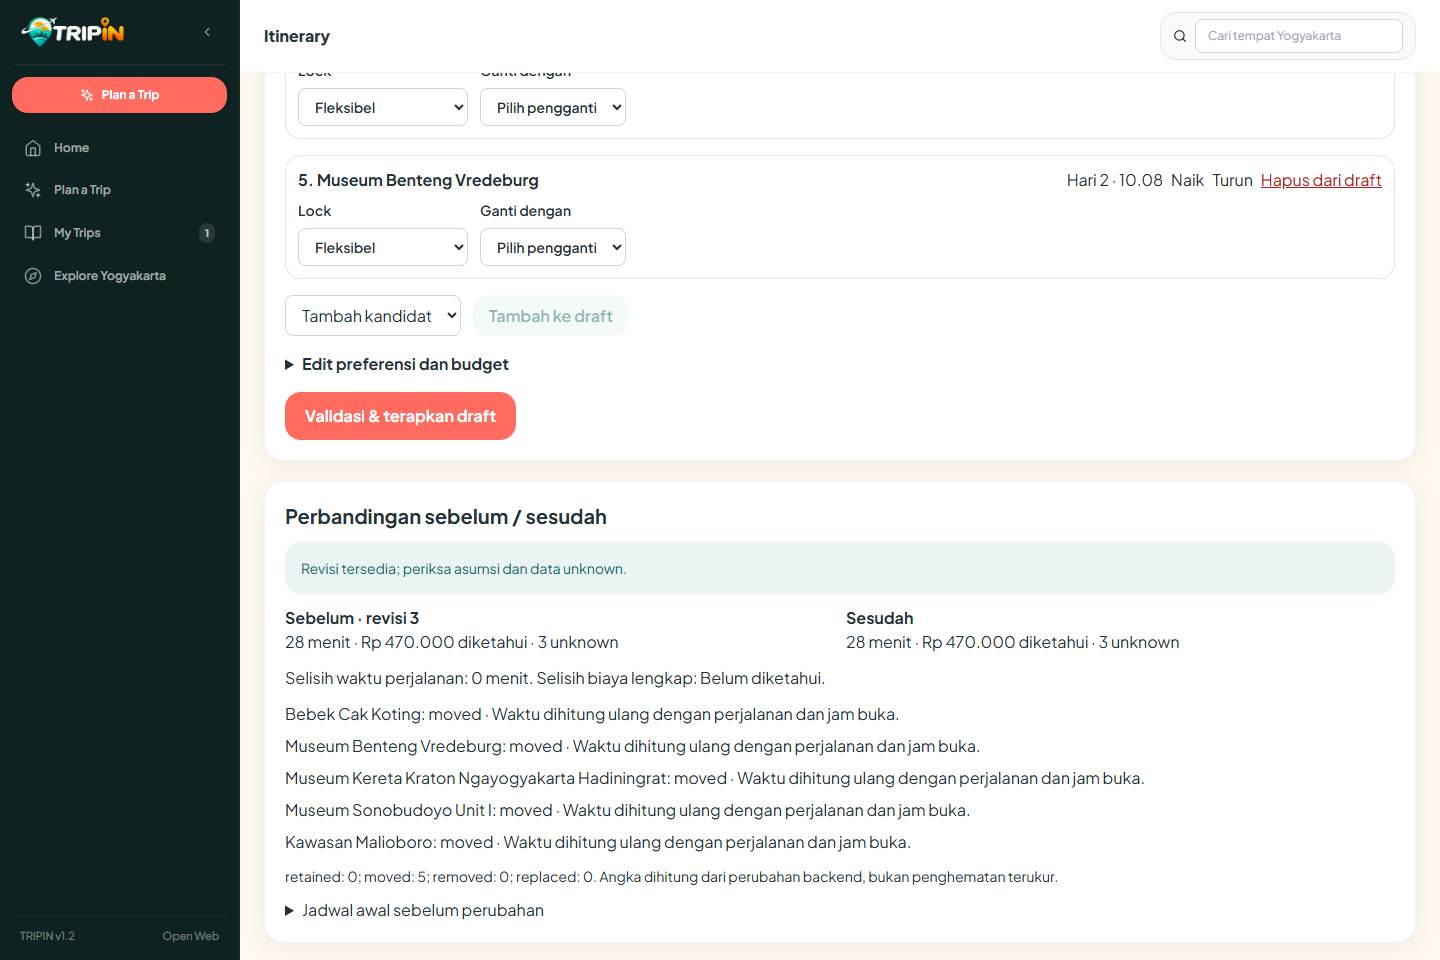 TRIPIN
Plan a Trip
Home
Plan a Trip
My Trips 1
Explore Yogyakarta
TRIPIN v1.2 Open Web
Itinerary
Cari tempat Yogyakarta
Lock Ganti dengan
Fleksibel Pilih pengganti
5. Museum Benteng Vredeburg Hari 2 · 10.08 Naik Turun Hapus dari draft
Lock Ganti dengan
Fleksibel Pilih pengganti
Tambah kandidat Tambah ke draft
Edit preferensi dan budget
Validasi & terapkan draft
Perbandingan sebelum / sesudah
Revisi tersedia; periksa asumsi dan data unknown.
Sebelum · revisi 3 Sesudah
28 menit · Rp 470.000 diketahui · 3 unknown 28 menit · Rp 470.000 diketahui · 3 unknown
Selisih waktu perjalanan: 0 menit. Selisih biaya lengkap: Belum diketahui.
Bebek Cak Koting: moved · Waktu dihitung ulang dengan perjalanan dan jam buka.
Museum Benteng Vredeburg: moved · Waktu dihitung ulang dengan perjalanan dan jam buka.
Museum Kereta Kraton Ngayogyakarta Hadiningrat: moved · Waktu dihitung ulang dengan perjalanan dan jam buka.
Museum Sonobudoyo Unit I: moved · Waktu dihitung ulang dengan perjalanan dan jam buka.
Kawasan Malioboro: moved · Waktu dihitung ulang dengan perjalanan dan jam buka.
retained: 0; moved: 5; removed: 0; replaced: 0. Angka dihitung dari perubahan backend, bukan penghematan terukur.
Jadwal awal sebelum perubahan